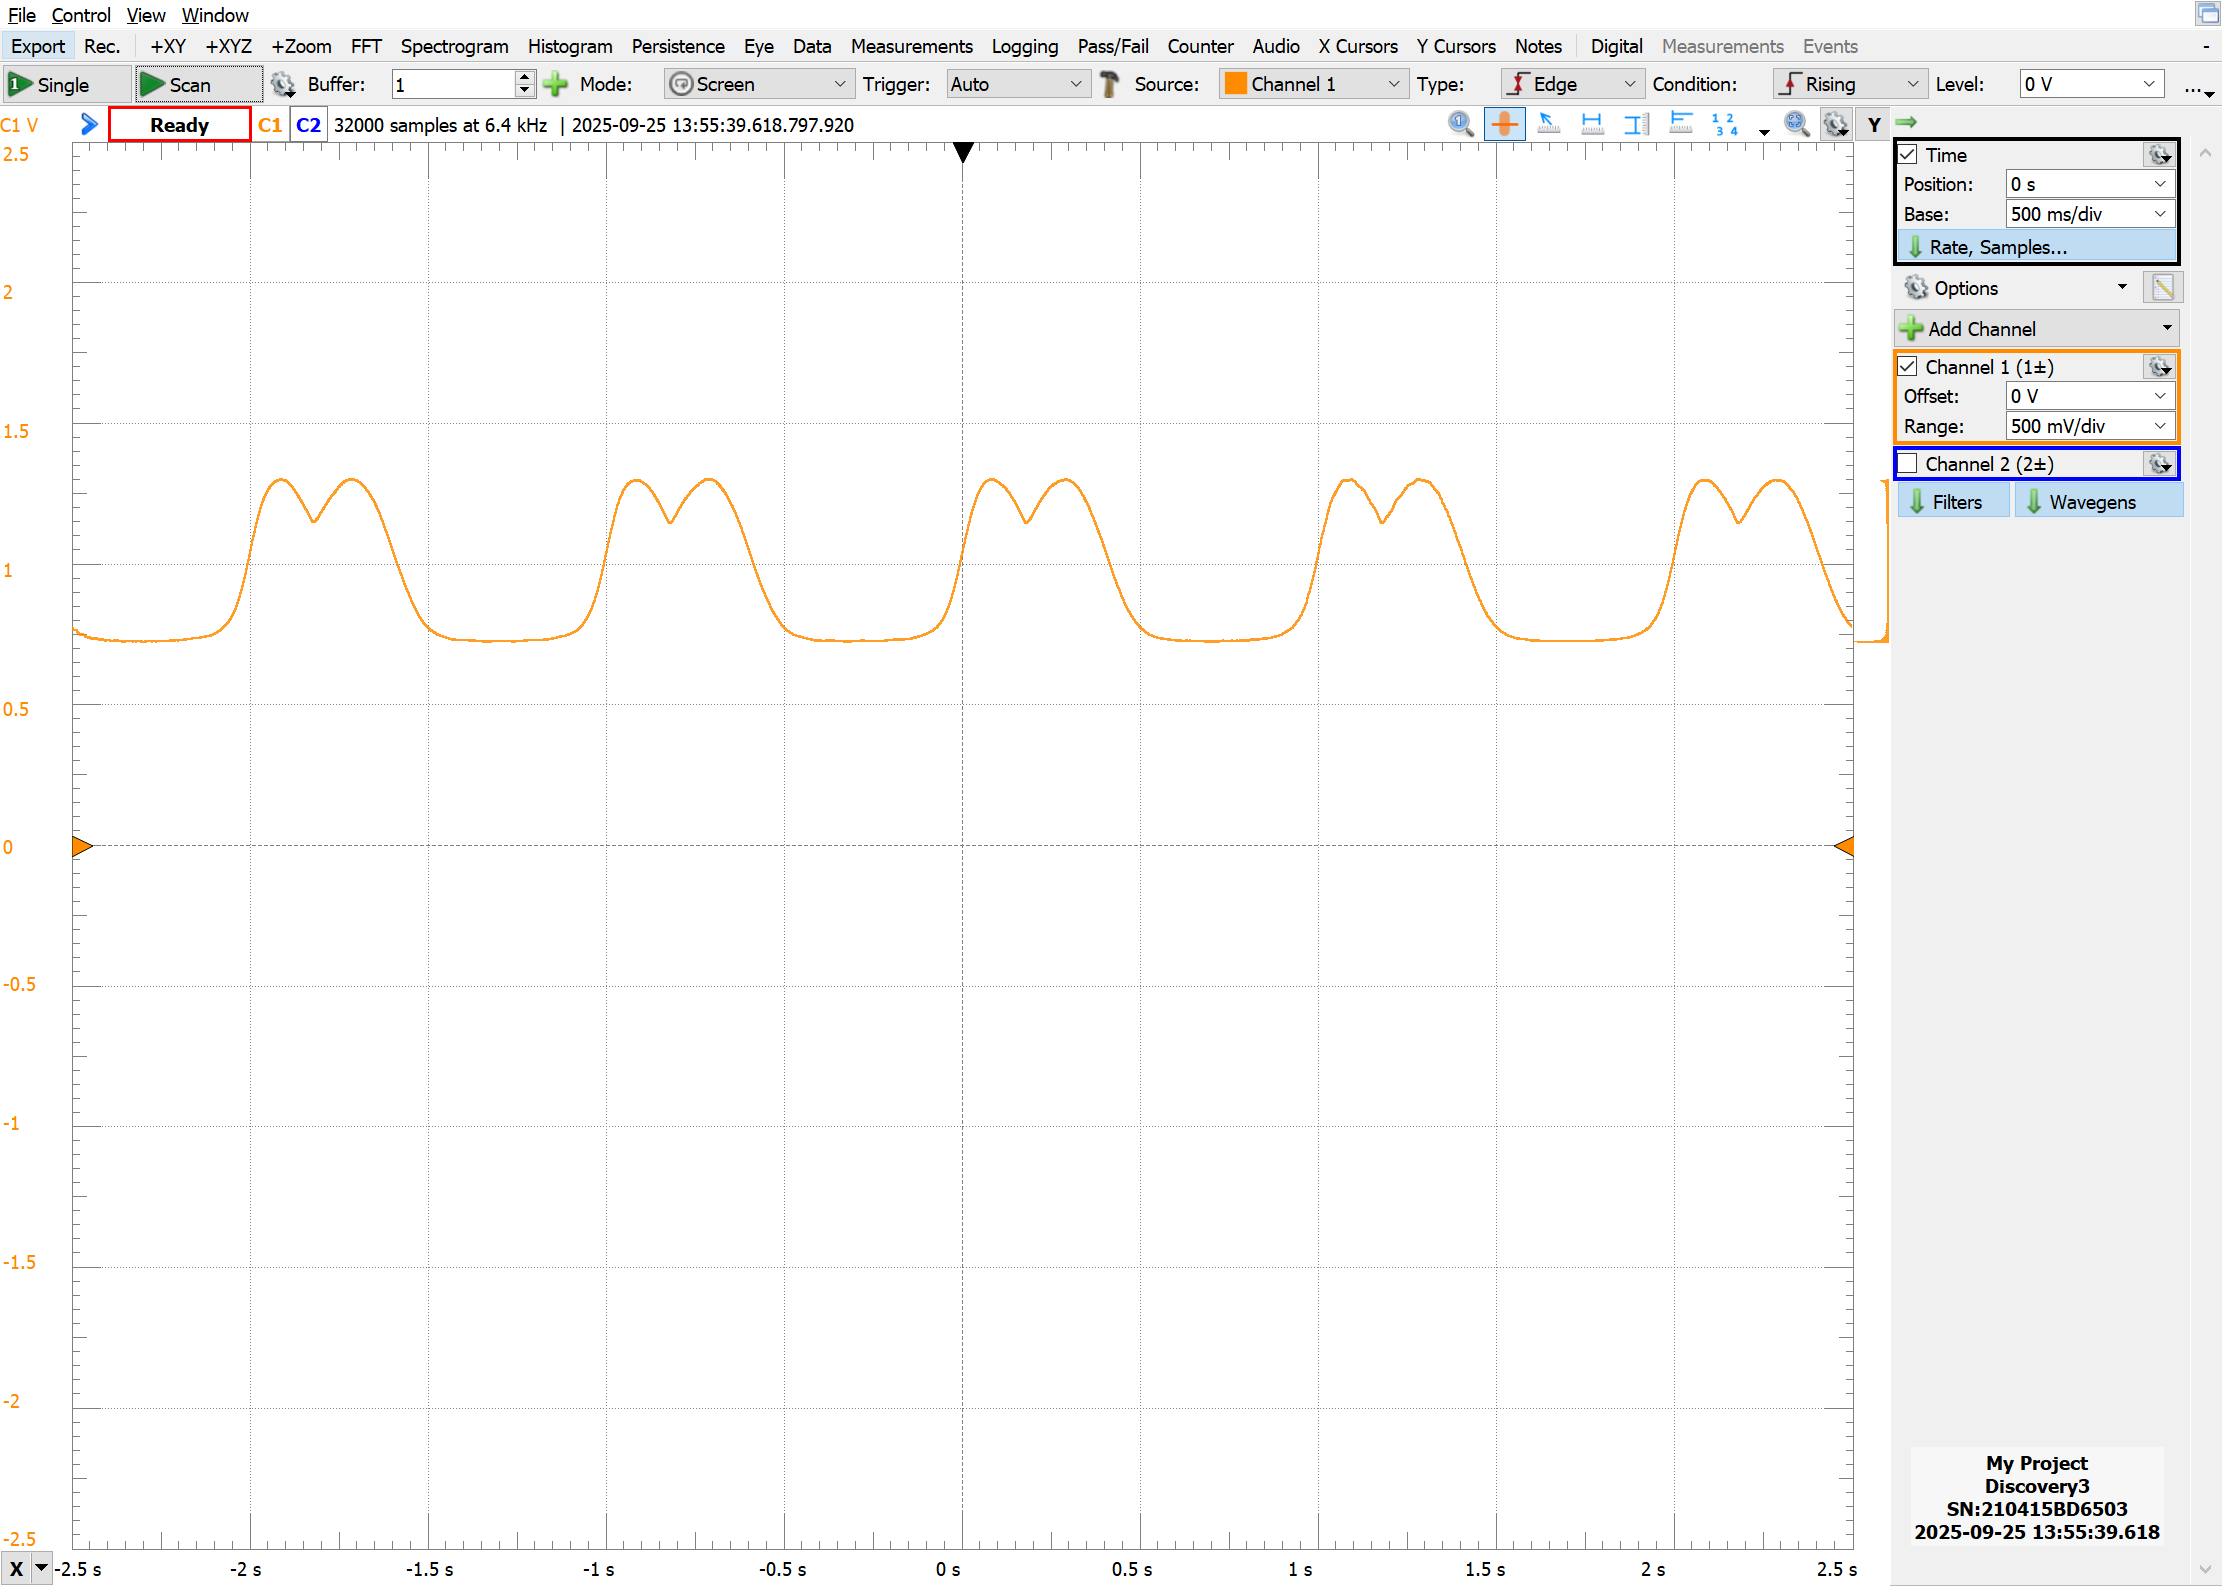 File Control View Window
Export Rec. +XY +XYZ +Zoom FFT Spectrogram Histogram Persistence Eye Data Measurements Logging Pass/Fail Counter Audio X Cursors Y Cursors Notes Digital Measurements Events -
1 Single Scan Buffer: 1 Mode: Screen Trigger: Auto Source: Channel 1 Type: Edge Condition: Rising Level: 0 V ...
C1 V Ready C1 C2 32000 samples at 6.4 kHz | 2025-09-25 13:55:39.618.797.920 1 1 2 3 4 Y
2.5
2
1.5
1
0.5
0
-0.5
-1
-1.5
-2
-2.5
X -2.5 s -2 s -1.5 s -1 s -0.5 s 0 s 0.5 s 1 s 1.5 s 2 s 2.5 s
Time
Position: 0 s
Base: 500 ms/div
Rate, Samples...
Options
Add Channel
Channel 1 (1±)
Offset: 0 V
Range: 500 mV/div
Channel 2 (2±)
Filters Wavegens
My Project
Discovery3
SN:210415BD6503
2025-09-25 13:55:39.618